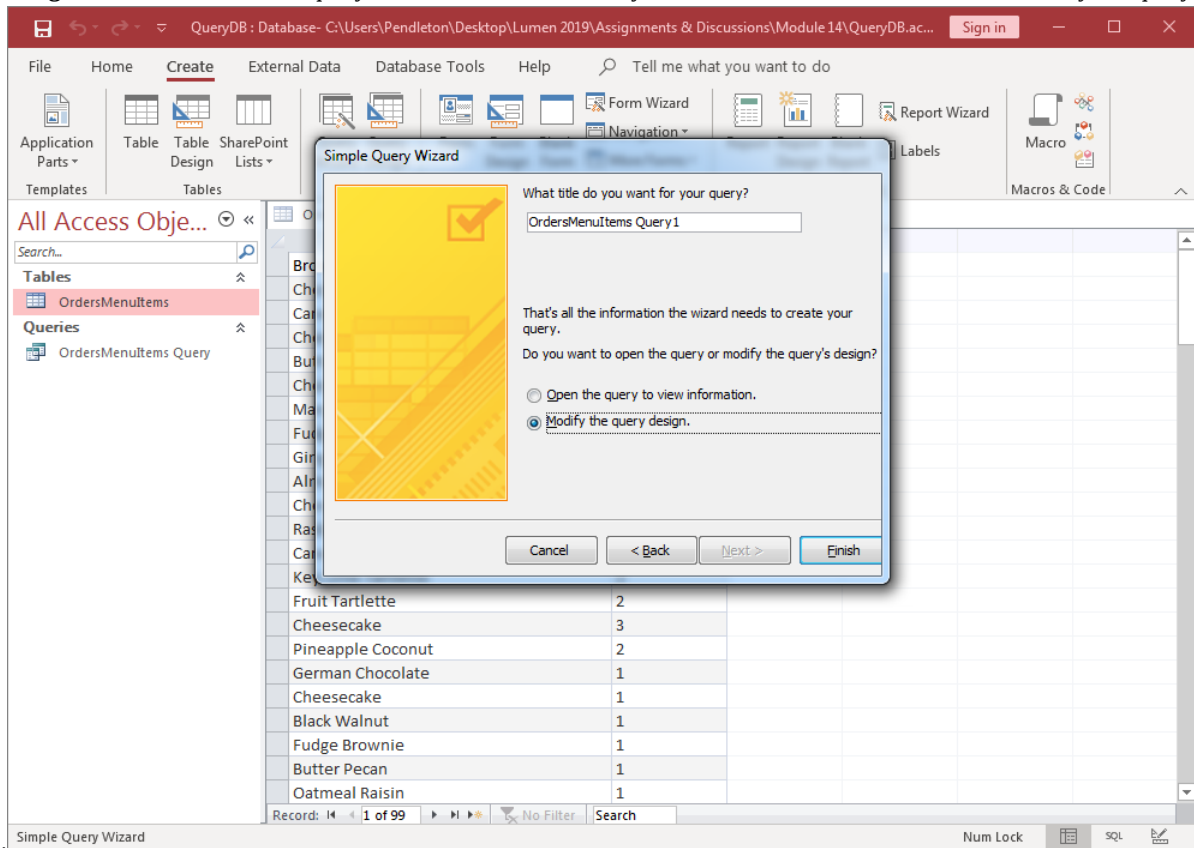 QueryDB : Database- C:\Users\Pendleton\Desktop\Lumen 2019\Assignments & Discussions\Module 14\QueryDB.ac... Sign in
File Home Create External Data Database Tools Help Tell me what you want to do
Form Wizard
Navigation
Report Wizard
Labels
Application Parts
Table
Table Design
SharePoint Lists
Macro
Templates
Tables
Macros & Code
All Access Obje...
Search...
Tables
OrdersMenuItems
Queries
OrdersMenuItems Query
Simple Query Wizard
What title do you want for your query?
OrdersMenuItems Query1
That's all the information the wizard needs to create your
query.
Do you want to open the query or modify the query's design?
Open the query to view information.
Modify the query design.
Cancel < Back Next > Finish
Fruit Tartlette 2
Cheesecake 3
Pineapple Coconut 2
German Chocolate 1
Cheesecake 1
Black Walnut 1
Fudge Brownie 1
Butter Pecan 1
Oatmeal Raisin 1
Record: 1 of 99 No Filter Search
Simple Query Wizard Num Lock SQL